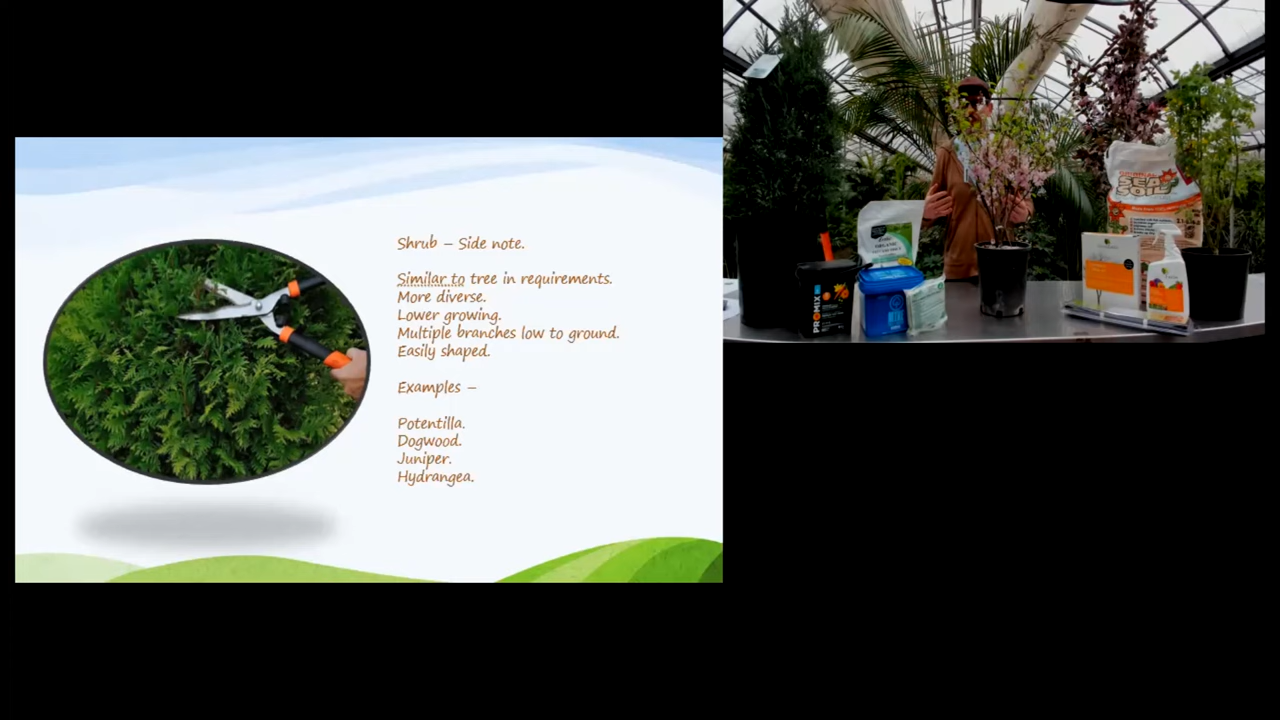 Shrub – Side note.
Similar to tree in requirements.
More diverse.
Lower growing.
Multiple branches low to ground.
Easily shaped.
Examples –
Potentilla.
Dogwood.
Juniper.
Hydrangea.
PROMIX
SEA
SOIL